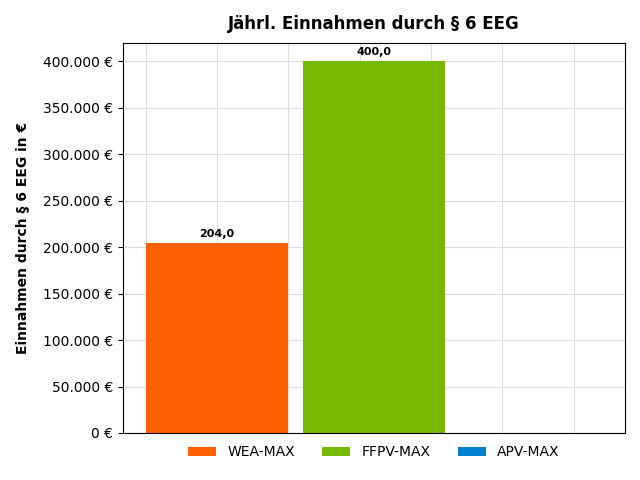 Jährl. Einnahmen durch § 6 EEG
400.000 €
350.000 €
300.000 €
250.000 €
200.000 €
150.000 €
100.000 €
50.000 €
0 €
Einnahmen durch § 6 EEG in €
204,0
400,0
WEA-MAX
FFPV-MAX
APV-MAX